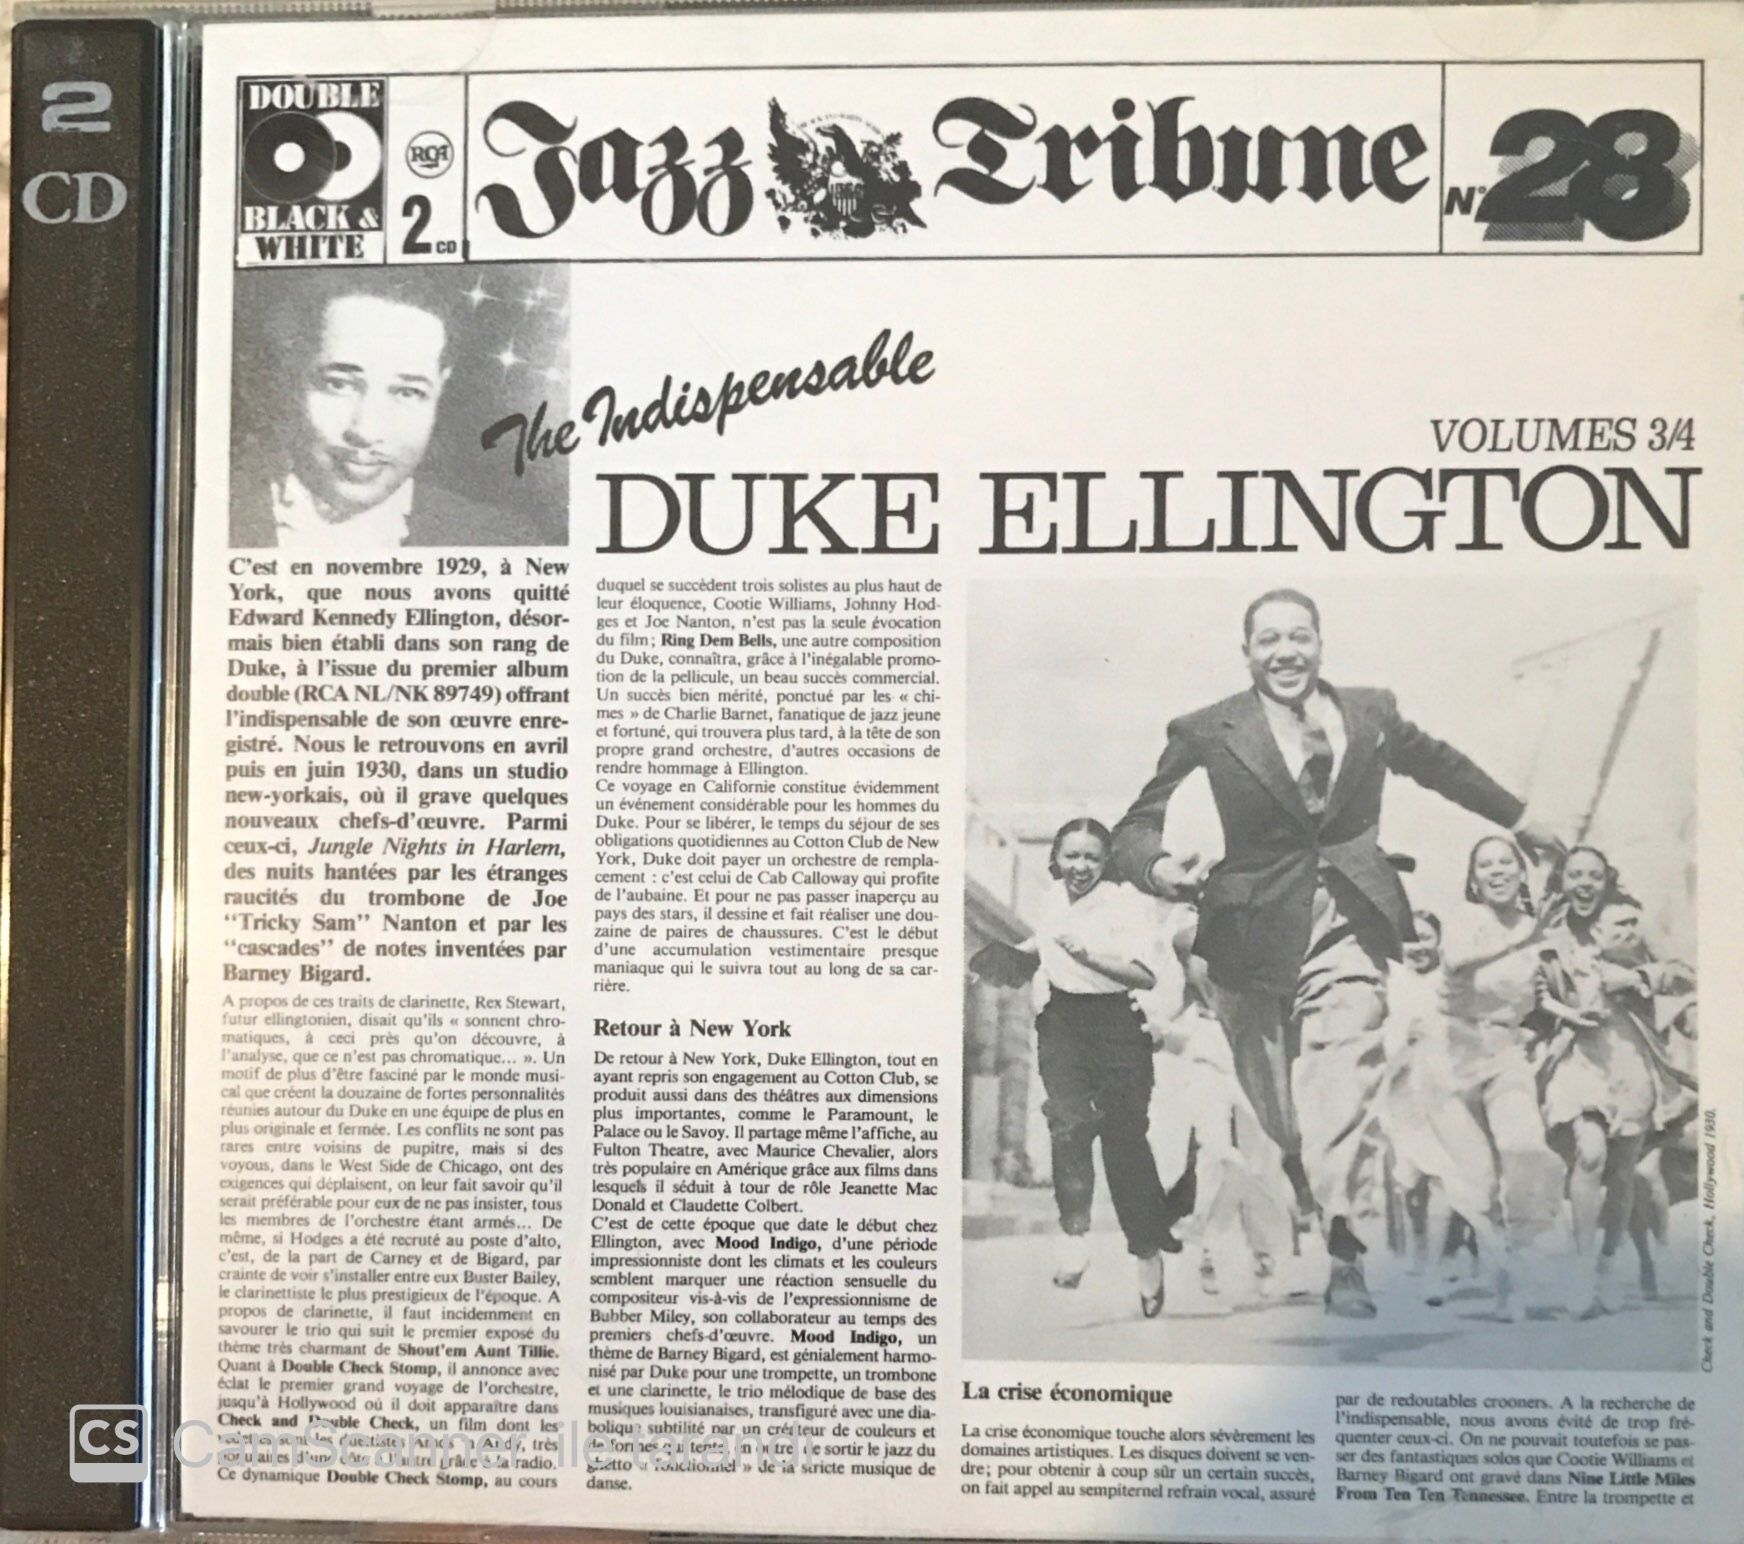 2
CD
DOUBLE
BLACK &
WHITE
RCA
2 CD
Jazz Tribune
N° 28
The Indispensable
VOLUMES 3/4
DUKE ELLINGTON
C'est en novembre 1929, à New
York, que nous avons quitté
Edward Kennedy Ellington, désor-
mais bien établi dans son rang de
Duke, à l'issue du premier album
double (RCA NL/NK 89749) offrant
l'indispensable de son œuvre enre-
gistré. Nous le retrouvons en avril
puis en juin 1930, dans un studio
new-yorkais, où il grave quelques
nouveaux chefs-d'œuvre. Parmi
ceux-ci, Jungle Nights in Harlem,
des nuits hantées par les étranges
raucités du trombone de Joe
"Tricky Sam" Nanton et par les
"cascades" de notes inventées par
Barney Bigard.
A propos de ces traits de clarinette, Rex Stewart,
futur ellingtonien, disait qu'ils « sonnent chro-
matiques, à ceci près qu'on découvre, à
l'analyse, que ce n'est pas chromatique... ». Un
motif de plus d'être fasciné par le monde musi-
cal que créent la douzaine de fortes personnalités
réunies autour du Duke en une équipe de plus en
plus originale et fermée. Les conflits ne sont pas
rares entre voisins de pupitre, mais si des
voyous, dans le West Side de Chicago, ont des
exigences qui déplaisent, on leur fait savoir qu'il
serait préférable pour eux de ne pas insister, tous
les membres de l'orchestre étant armés... De
même, si Hodges a été recruté au poste d'alto,
c'est, de la part de Carney et de Bigard, par
crainte de voir s'installer entre eux Buster Bailey,
le clarinettiste le plus prestigieux de l'époque. A
propos de clarinette, il faut incidemment en
savourer le trio qui suit le premier exposé du
thème très charmant de Shout'em Aunt Tillie.
Quant à Double Check Stomp, il annonce avec
éclat le premier grand voyage de l'orchestre,
jusqu'à Hollywood où il doit apparaître dans
Check and Double Check, un film dont les
vedettes sont les duettistes Amos 'n Andy, très
populaires d'un côte à l'autre grâce à la radio.
Ce dynamique Double Check Stomp, au cours
duquel se succèdent trois solistes au plus haut de
leur éloquence, Cootie Williams, Johnny Hod-
ges et Joe Nanton, n'est pas la seule évocation
du film ; Ring Dem Bells, une autre composition
du Duke, connaîtra, grâce à l'inégalable promo-
tion de la pellicule, un beau succès commercial.
Un succès bien mérité, ponctué par les « chi-
mes » de Charlie Barnet, fanatique de jazz jeune
et fortuné, qui trouvera plus tard, à la tête de son
propre grand orchestre, d'autres occasions de
rendre hommage à Ellington.
Ce voyage en Californie constitue évidemment
un événement considérable pour les hommes du
Duke. Pour se libérer, le temps du séjour de ses
obligations quotidiennes au Cotton Club de New
York, Duke doit payer un orchestre de rempla-
cement : c'est celui de Cab Calloway qui profite
de l'aubaine. Et pour ne pas passer inaperçu au
pays des stars, il dessine et fait réaliser une dou-
zaine de paires de chaussures. C'est le début
d'une accumulation vestimentaire presque
maniaque qui le suivra tout au long de sa car-
rière.
Retour à New York
De retour à New York, Duke Ellington, tout en
ayant repris son engagement au Cotton Club, se
produit aussi dans des théâtres aux dimensions
plus importantes, comme le Paramount, le
Palace ou le Savoy. Il partage même l'affiche, au
Fulton Theatre, avec Maurice Chevalier, alors
très populaire en Amérique grâce aux films dans
lesquels il séduit à tour de rôle Jeanette Mac
Donald et Claudette Colbert.
C'est de cette époque que date le début chez
Ellington, avec Mood Indigo, d'une période
impressionniste dont les climats et les couleurs
semblent marquer une réaction sensuelle du
compositeur vis-à-vis de l'expressionnisme de
Bubber Miley, son collaborateur au temps des
premiers chefs-d'œuvre. Mood Indigo, un
thème de Barney Bigard, est génialement harmo-
nisé par Duke pour une trompette, un trombone
et une clarinette, le trio mélodique de base des
musiques louisianaises, transfiguré avec une dia-
bolique subtilité par un créateur de couleurs et
de formes qui tente en outre de sortir le jazz du
ghetto « fonctionnel » de la stricte musique de
danse.
Check and Double Check, Hollywood 1930.
La crise économique
La crise économique touche alors sévèrement les
domaines artistiques. Les disques doivent se ven-
dre ; pour obtenir à coup sûr un certain succès,
on fait appel au sempiternel refrain vocal, assuré
par de redoutables crooners. A la recherche de
l'indispensable, nous avons évité de trop fré-
quenter ceux-ci. On ne pouvait toutefois se pas-
ser des fantastiques solos que Cootie Williams et
Barney Bigard ont gravé dans Nine Little Miles
From Ten Ten Tennessee. Entre la trompette et
CS CamScanner ile tarandı